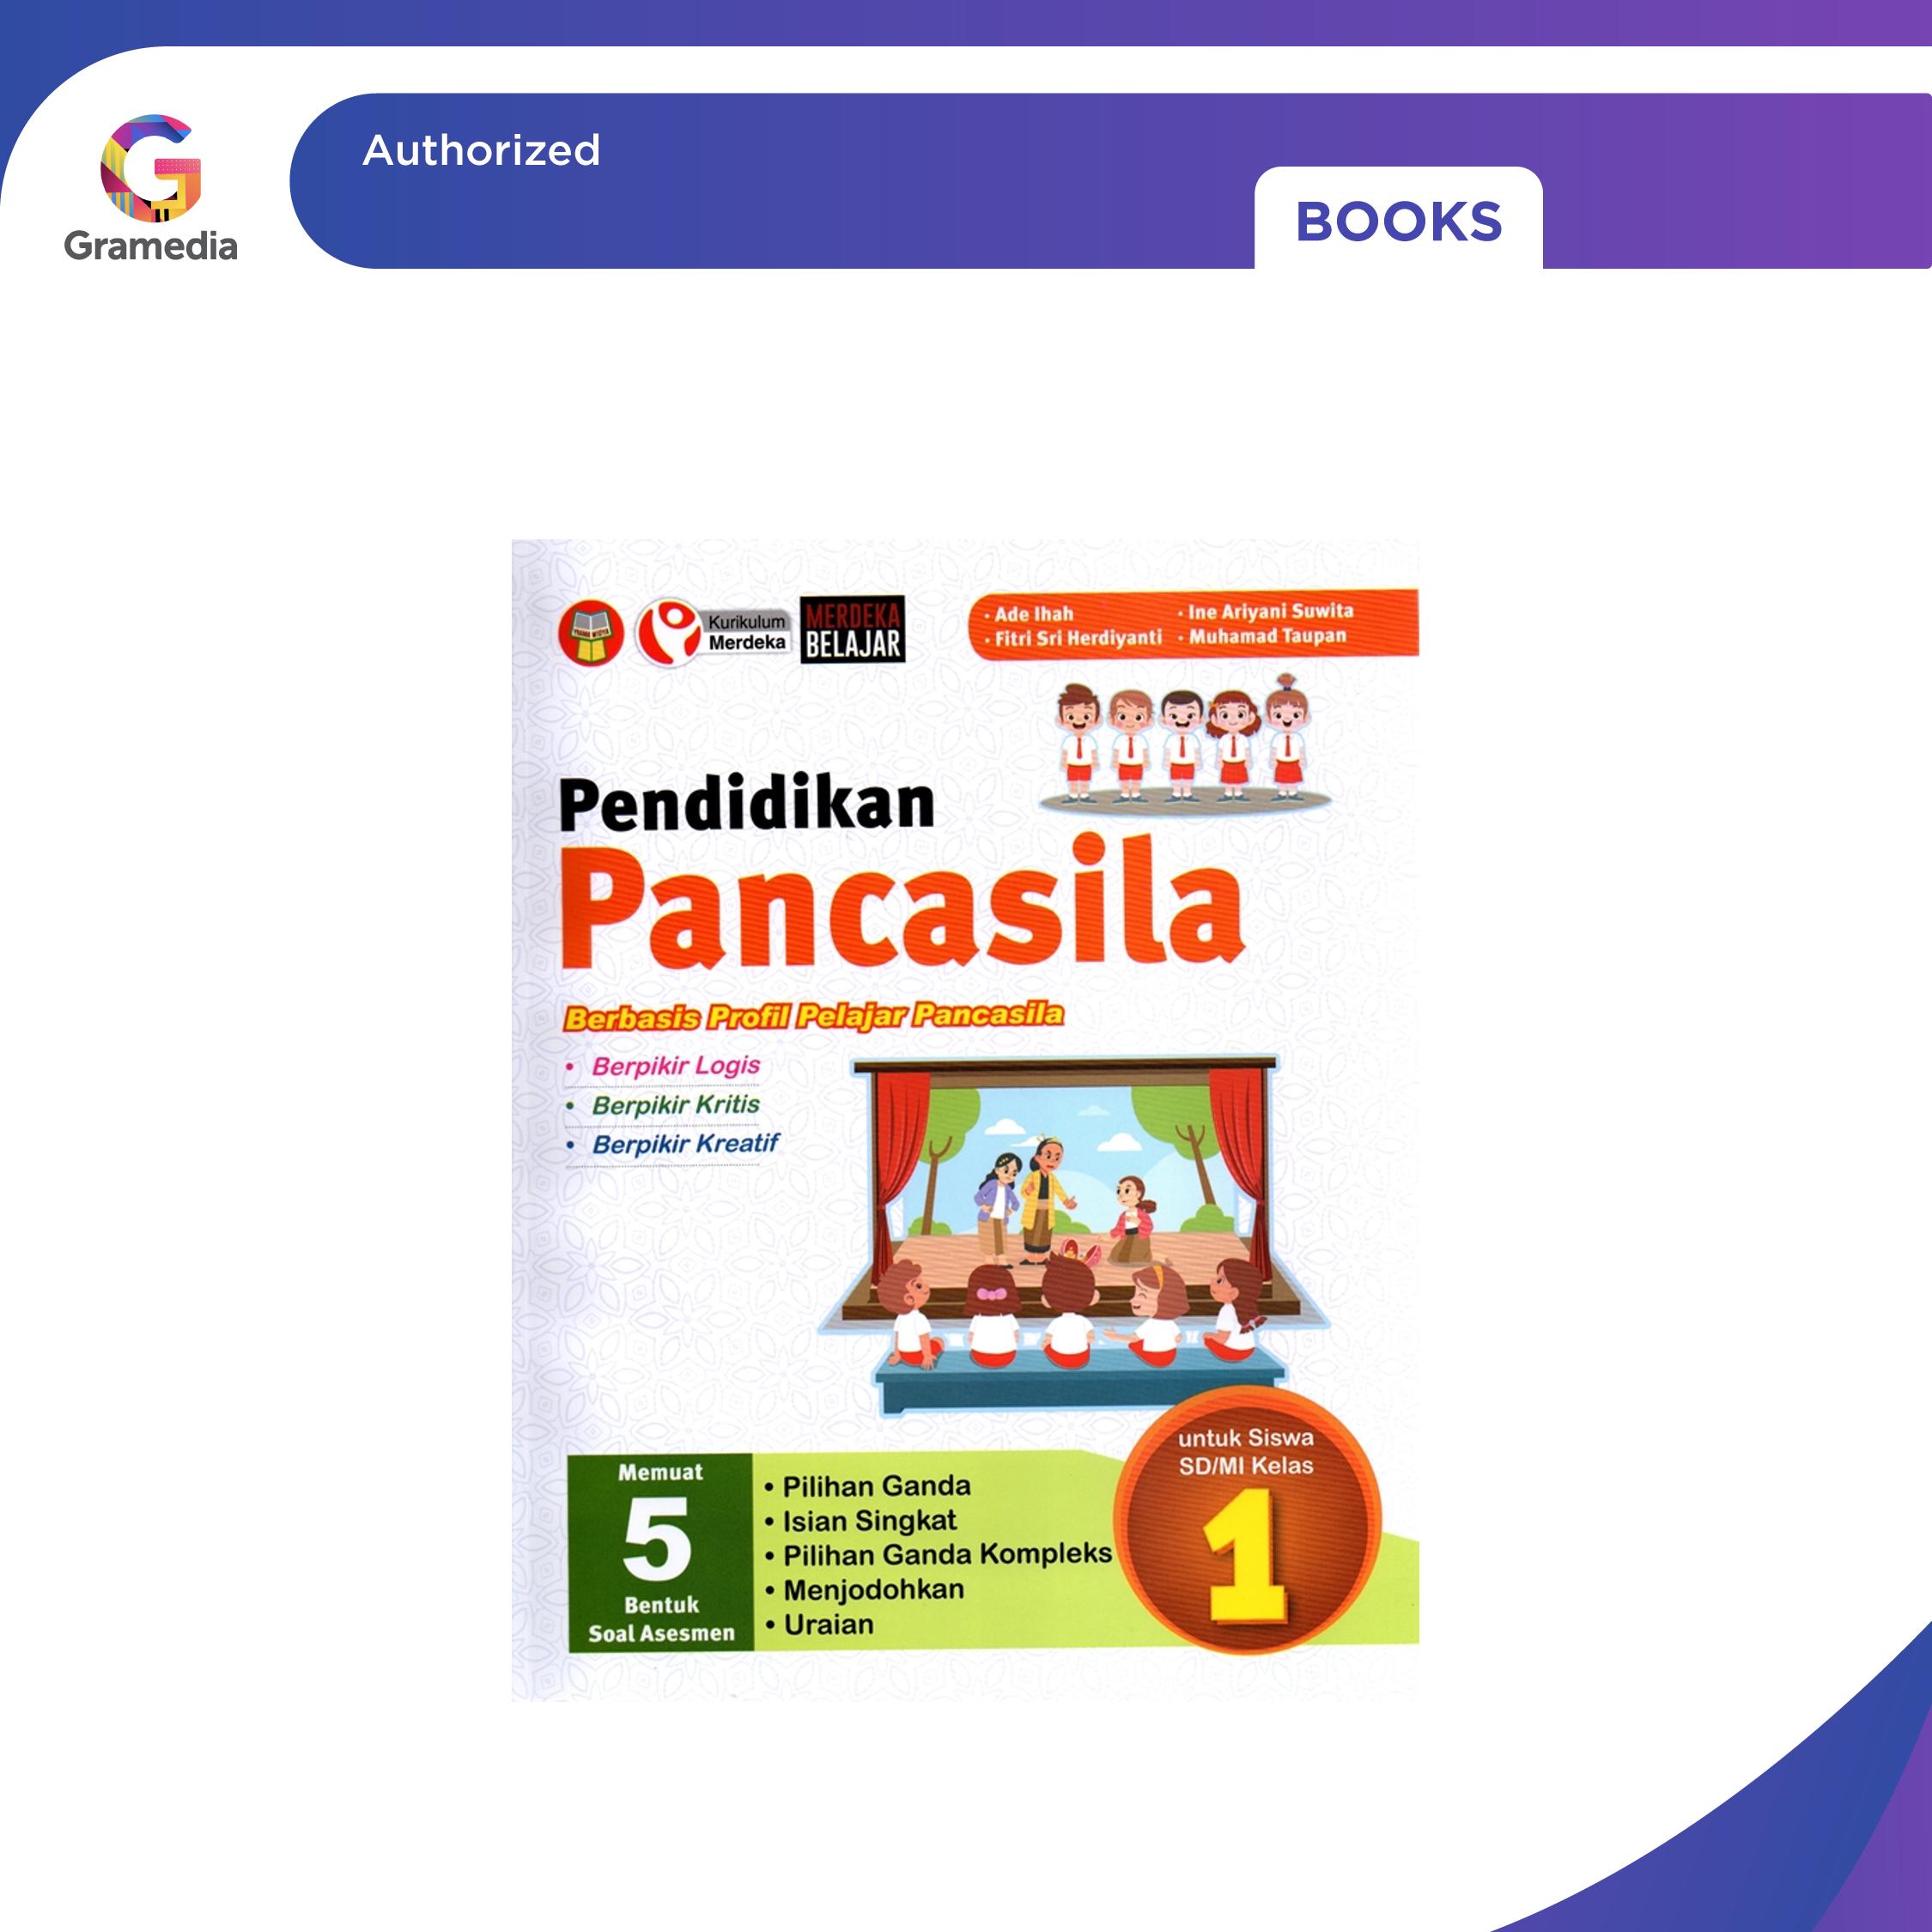 Gramedia
Authorized
BOOKS
YRAMA WIDYA
Kurikulum
Merdeka
MERDEKA
BELAJAR
• Ade Ihah
• Ine Ariyani Suwita
• Fitri Sri Herdiyanti
• Muhamad Taupan
Pendidikan
Pancasila
Berbasis Profil Pelajar Pancasila
• Berpikir Logis
• Berpikir Kritis
• Berpikir Kreatif
untuk Siswa
SD/MI Kelas
1
Memuat
5
Bentuk
Soal Asesmen
• Pilihan Ganda
• Isian Singkat
• Pilihan Ganda Kompleks
• Menjodohkan
• Uraian